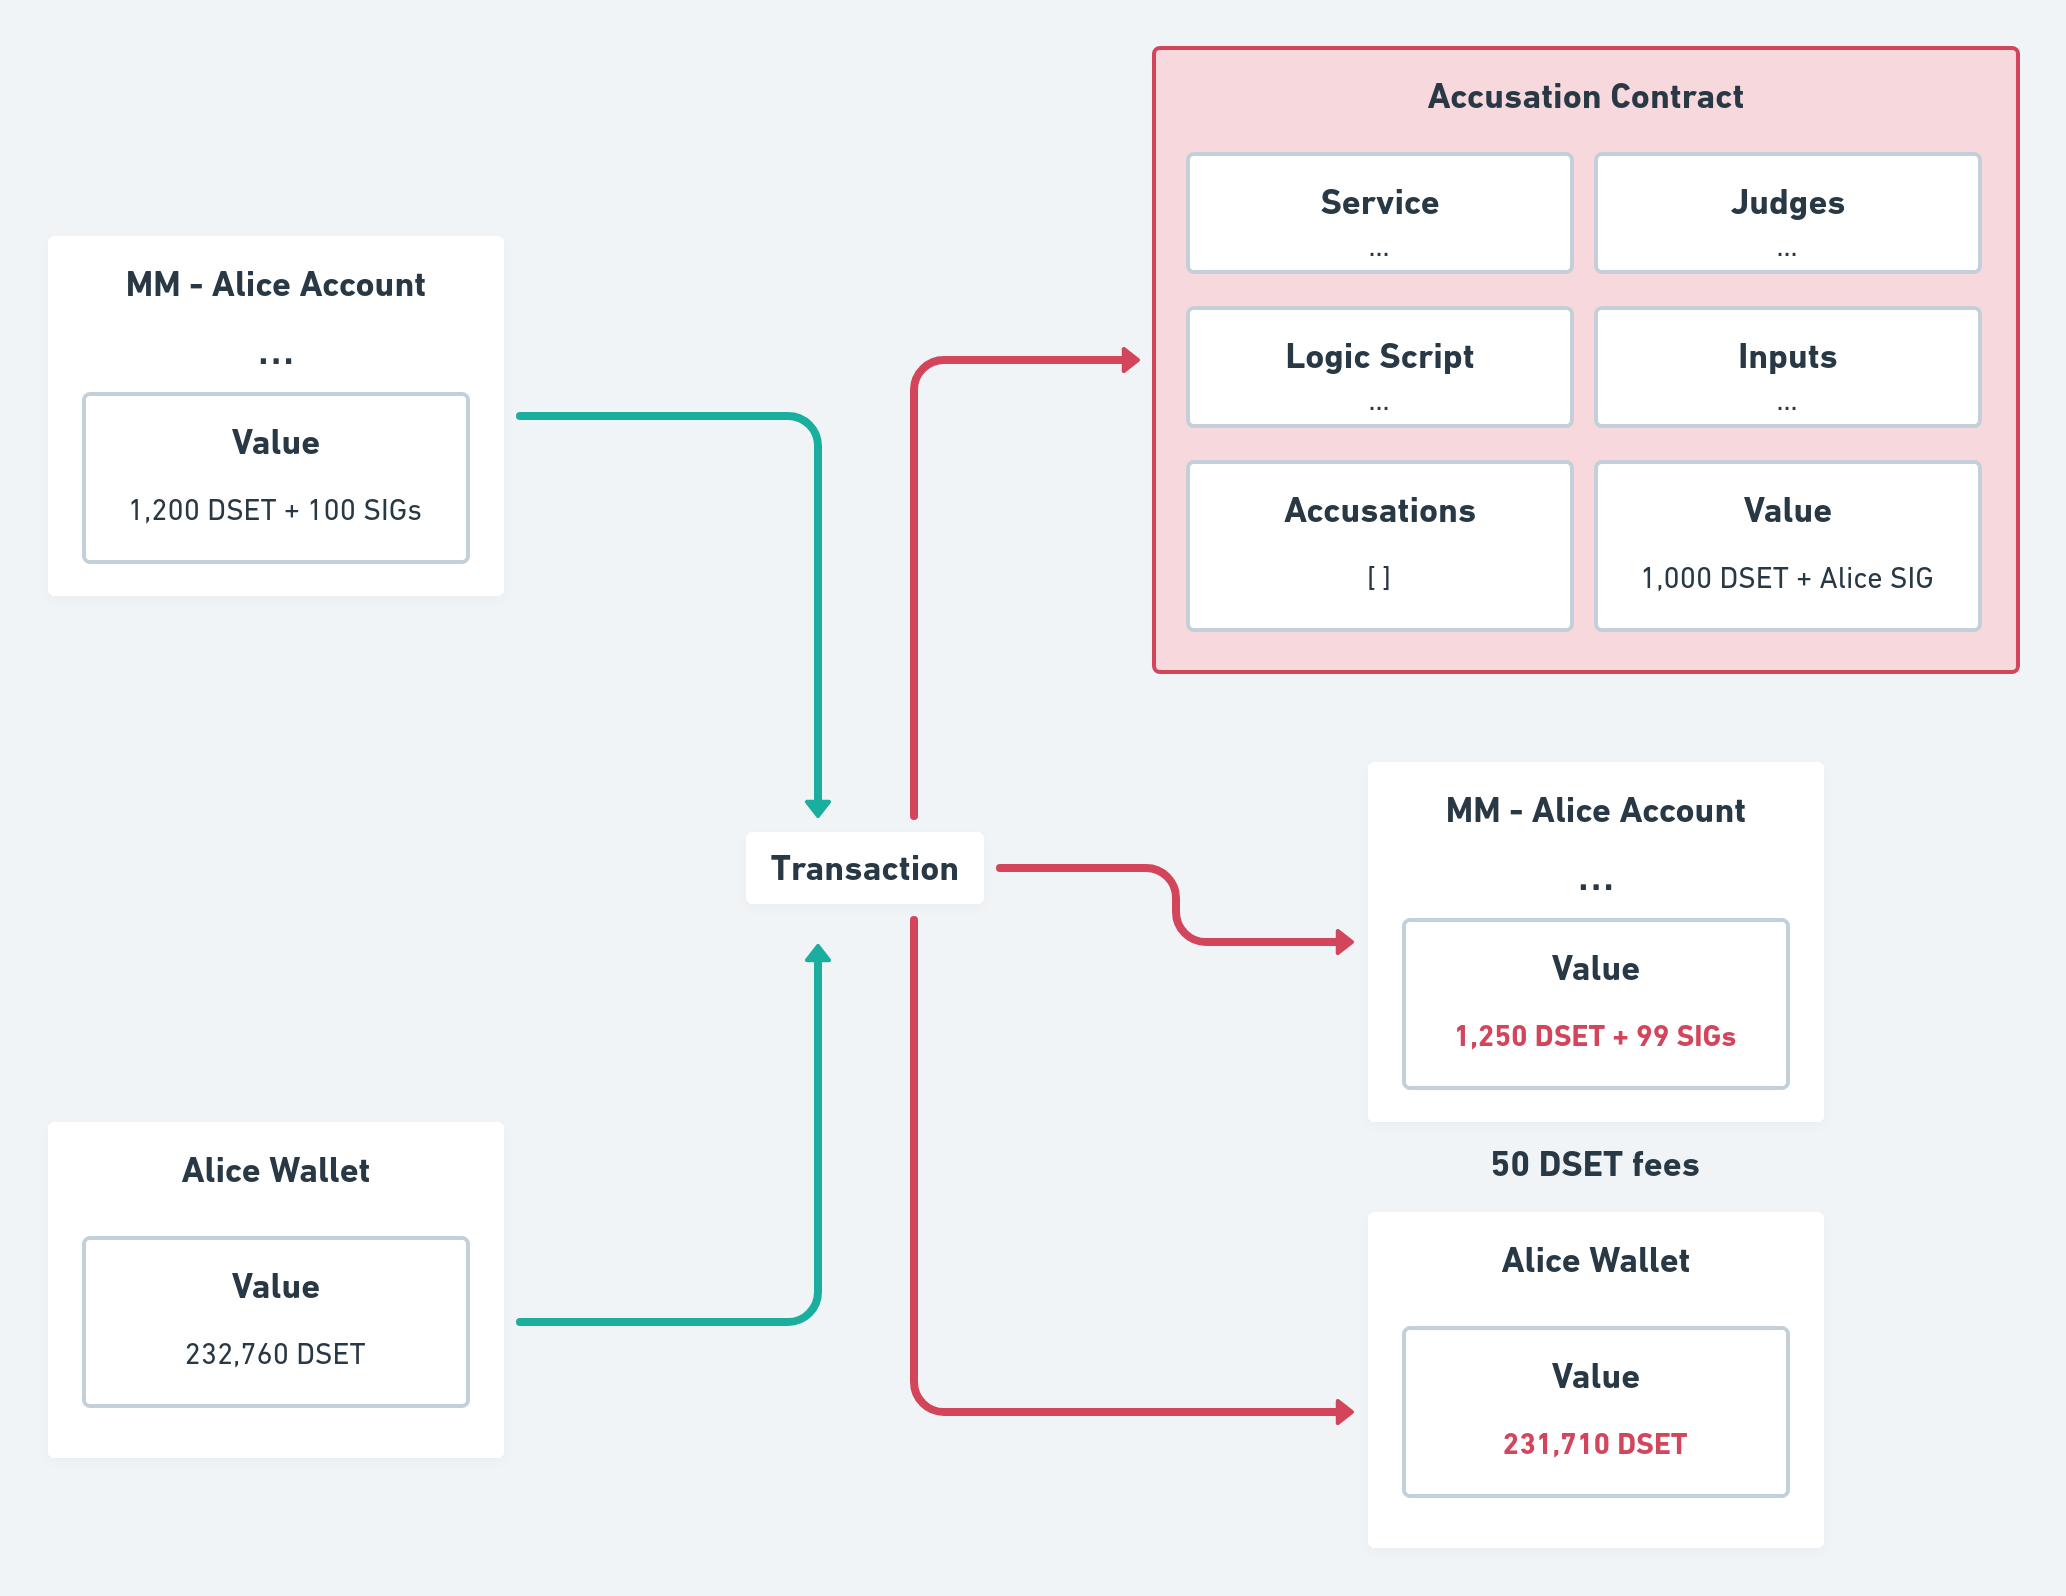 Accusation Contract
Service
...
Judges
...
Logic Script
...
Inputs
...
Accusations
[ ]
Value
1,000 DSET + Alice SIG
MM - Alice Account
...
Value
1,200 DSET + 100 SIGs
Transaction
MM - Alice Account
...
Value
1,250 DSET + 99 SIGs
50 DSET fees
Alice Wallet
Value
232,760 DSET
Alice Wallet
Value
231,710 DSET